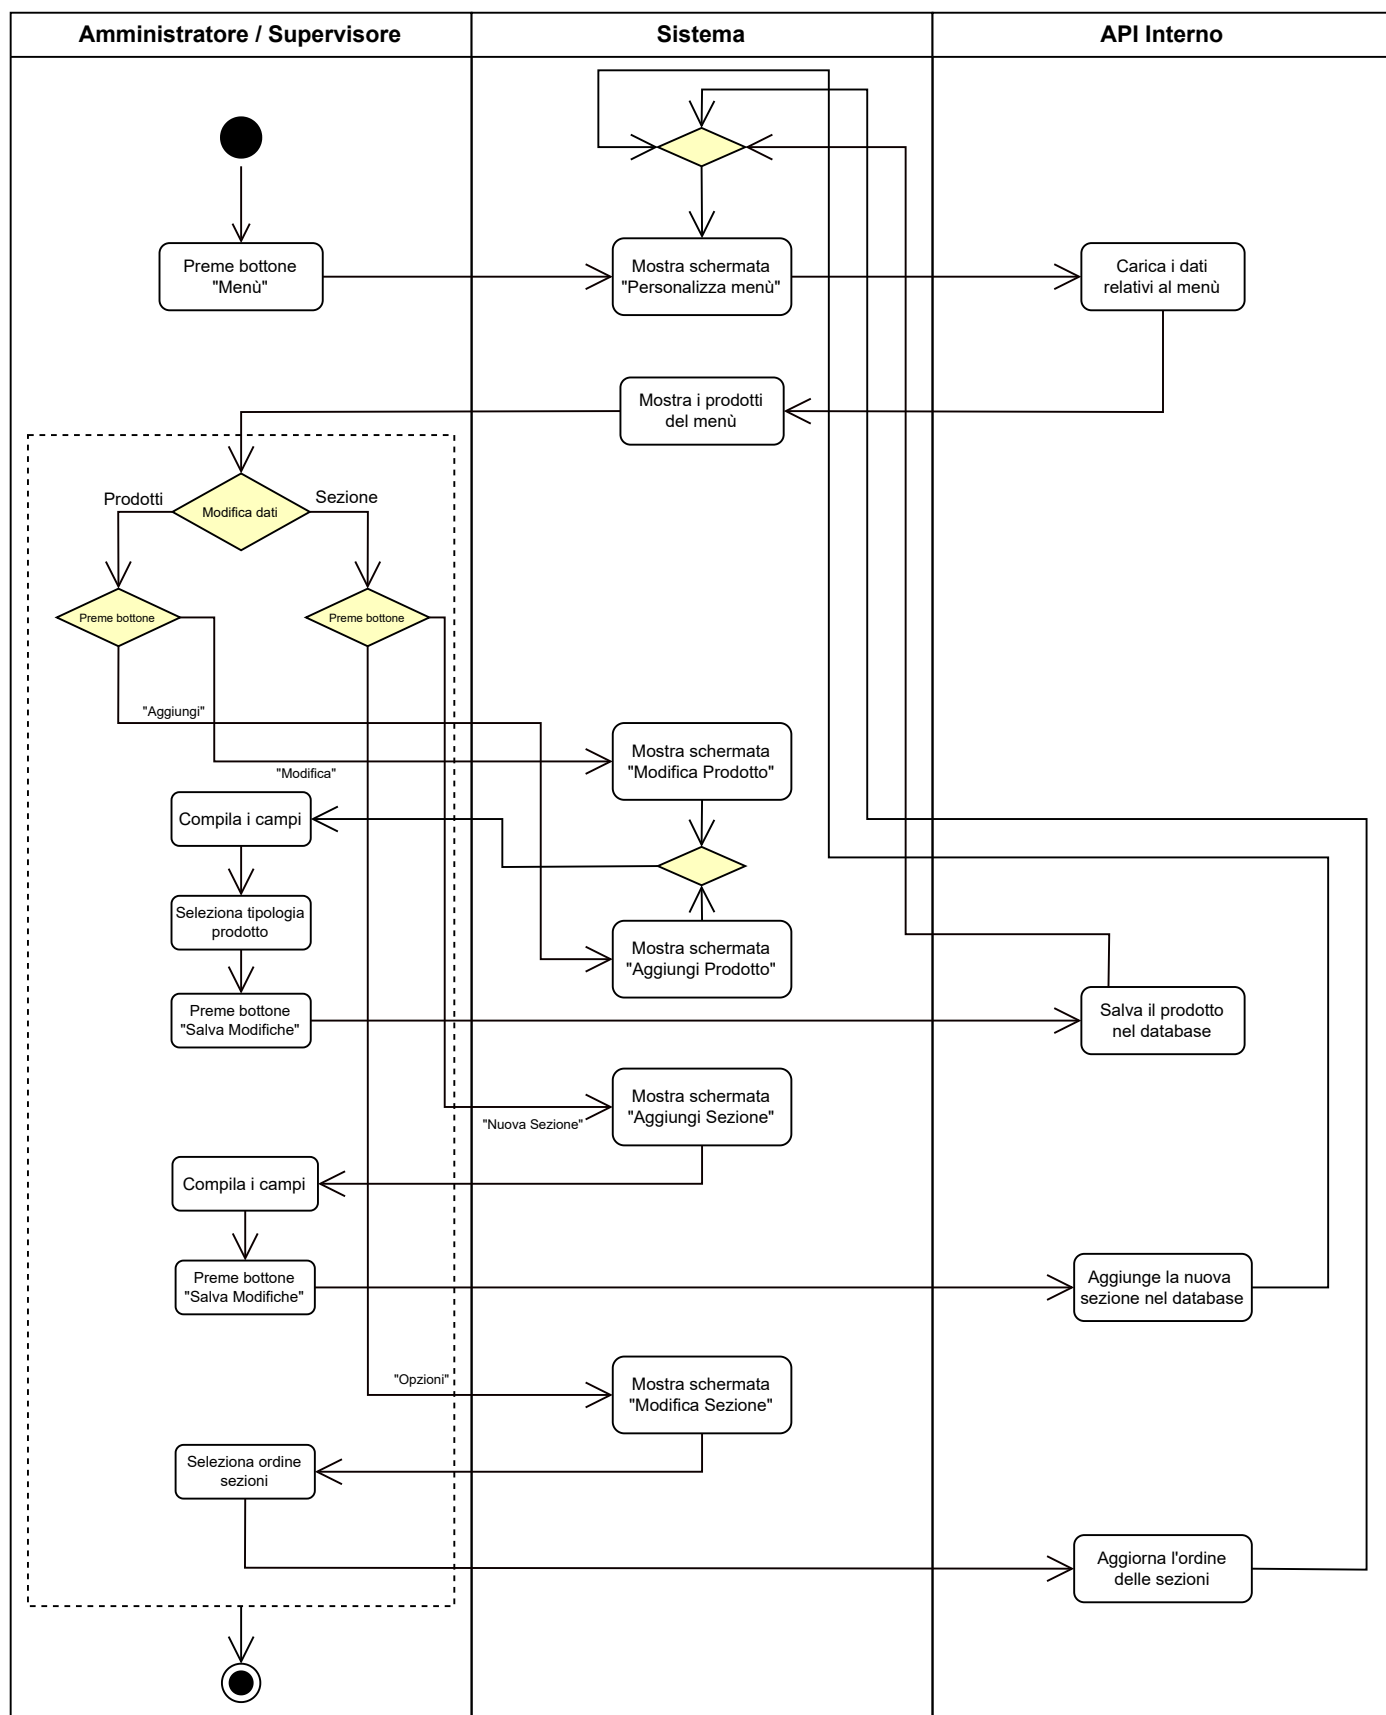 Amministratore / Supervisore
Sistema
API Interno
Preme bottone
"Menù"
Mostra schermata
"Personalizza menù"
Carica i dati
relativi al menù
Mostra i prodotti
del menù
Prodotti
Sezione
Modifica dati
Preme bottone
Preme bottone
"Aggiungi"
"Modifica"
Mostra schermata
"Modifica Prodotto"
Compila i campi
Seleziona tipologia
prodotto
Mostra schermata
"Aggiungi Prodotto"
Preme bottone
"Salva Modifiche"
Salva il prodotto
nel database
Mostra schermata
"Aggiungi Sezione"
"Nuova Sezione"
Compila i campi
Preme bottone
"Salva Modifiche"
Aggiunge la nuova
sezione nel database
"Opzioni"
Mostra schermata
"Modifica Sezione"
Seleziona ordine
sezioni
Aggiorna l'ordine
delle sezioni